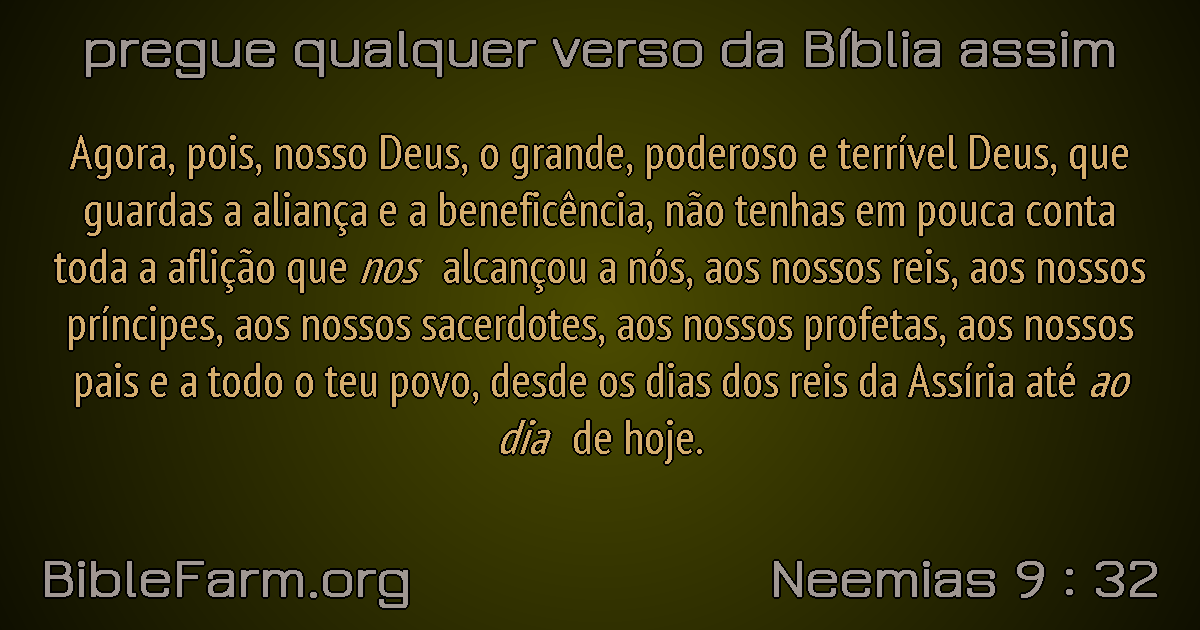 pregue qualquer verso da Bíblia assim
Agora, pois, nosso Deus, o grande, poderoso e terrível Deus, que
guardas a aliança e a beneficência, não tenhas em pouca conta
toda a aflição que nos alcançou a nós, aos nossos reis, aos nossos
príncipes, aos nossos sacerdotes, aos nossos profetas, aos nossos
pais e a todo o teu povo, desde os dias dos reis da Assíria até ao
dia de hoje.
BibleFarm.org
Neemias 9 : 32